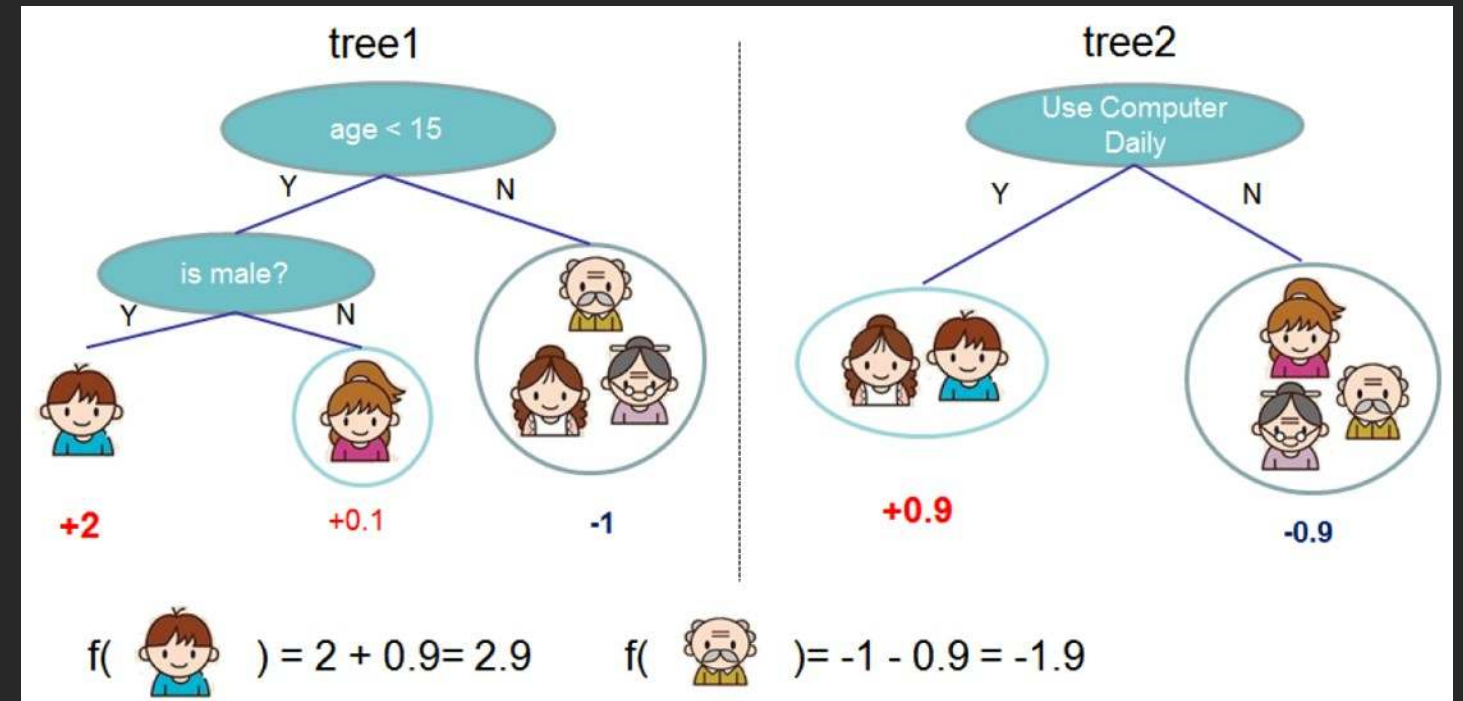 tree1
age < 15
Y
N
is male?
Y
N
+2
+0.1
-1
tree2
Use Computer
Daily
Y
N
+0.9
-0.9
f( ) = 2 + 0.9= 2.9
f( )= -1 - 0.9 = -1.9